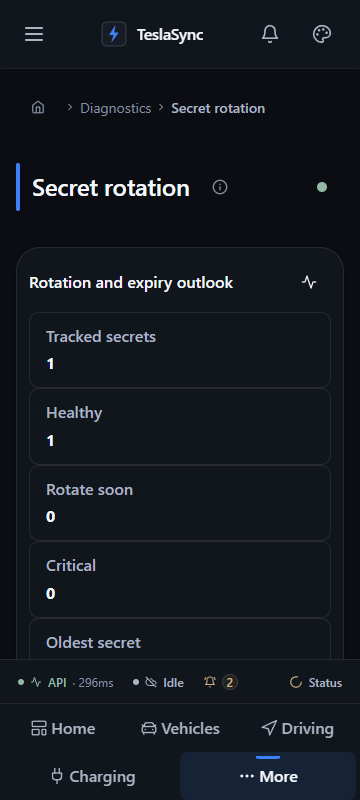 TeslaSync
Diagnostics
Secret rotation
Secret rotation
Rotation and expiry outlook
Tracked secrets
1
Healthy
1
Rotate soon
0
Critical
0
Oldest secret
API · 296ms
Idle
2
Status
Home
Vehicles
Driving
Charging
More